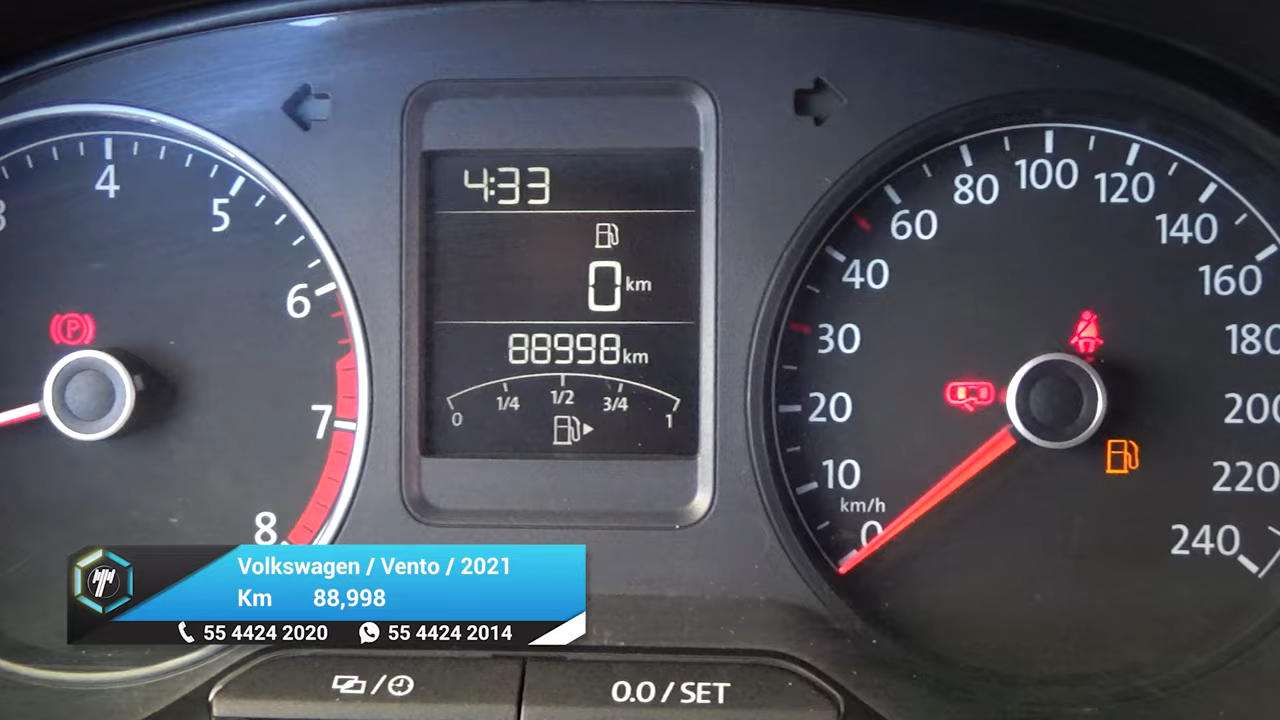 3
4
5
6
7
8
P
4:33
0 km
88998 km
0 1/4 1/2 3/4 1
0
10
20
30
40
60
80
100
120
140
160
180
200
220
240
km/h
Volkswagen / Vento / 2021
Km 88,998
55 4424 2020 55 4424 2014
0.0 / SET